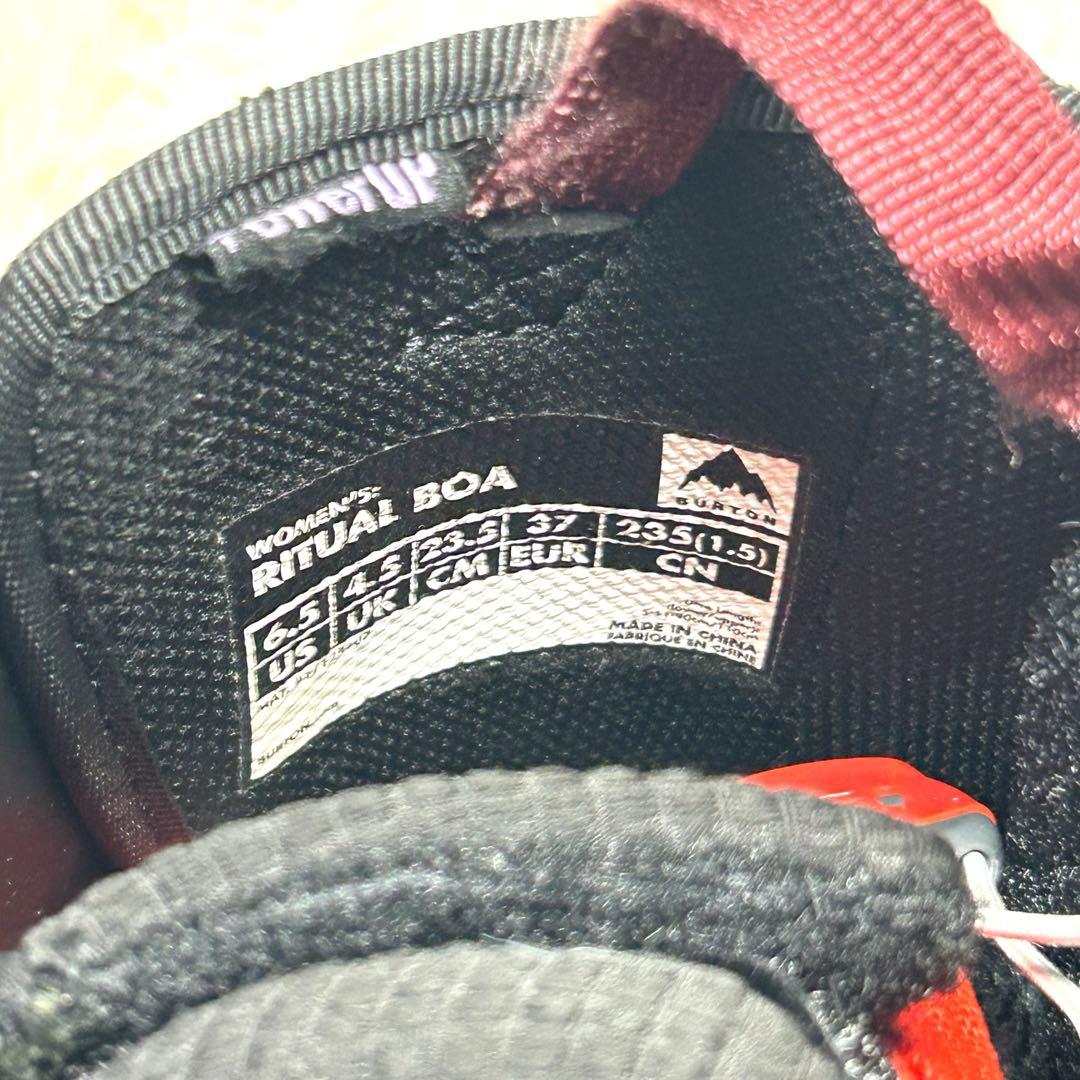 PowerUP
WOMEN'S:
RITUAL BOA
BURTON
6.5 4.5 23.5 37 235(1.5)
US UK CM EUR CN
MADE IN CHINA
FABRIQUÉ EN CHINE